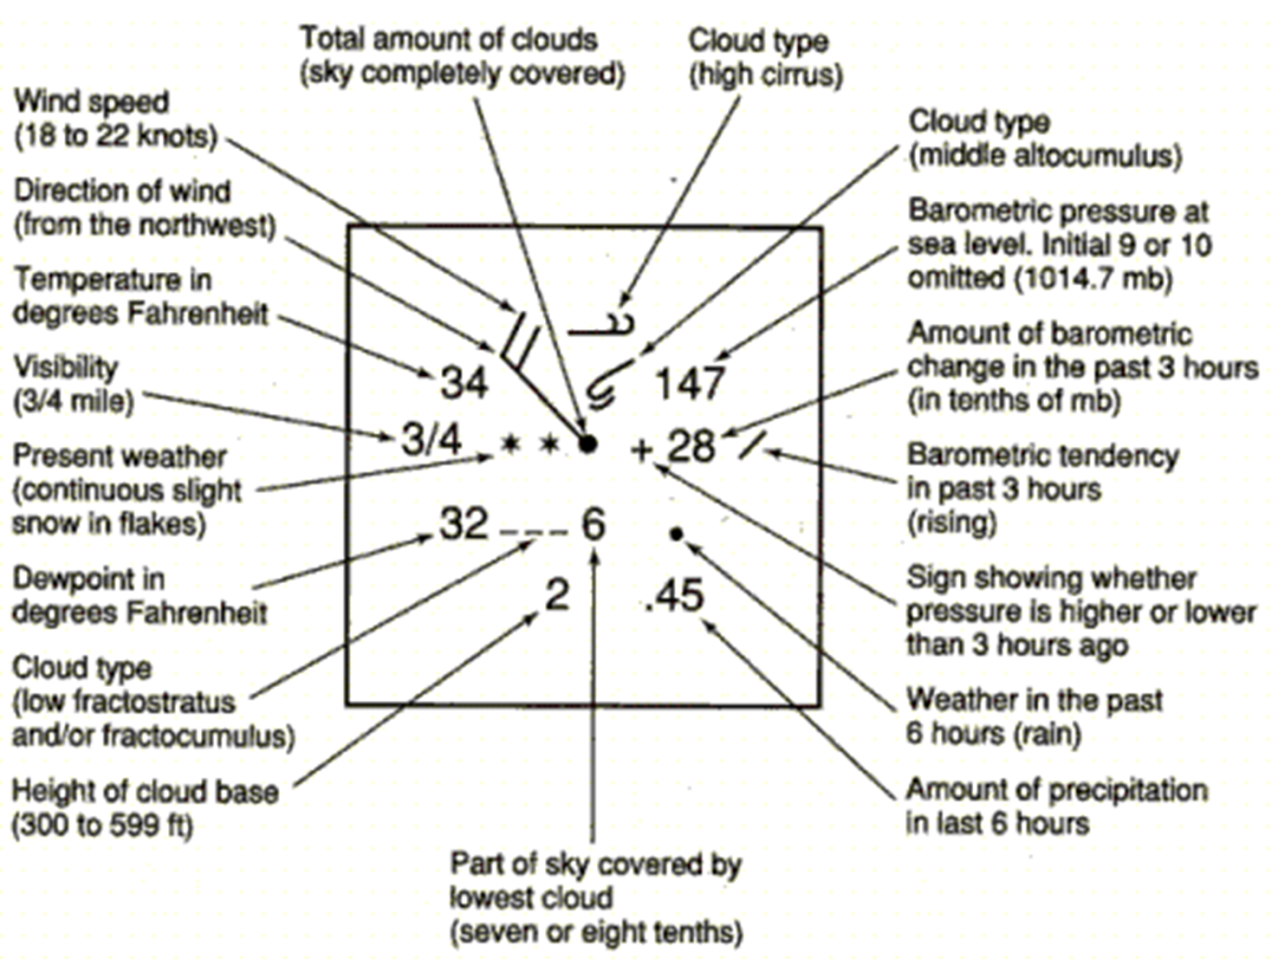 Total amount of clouds
(sky completely covered)
Cloud type
(high cirrus)
Wind speed
(18 to 22 knots)
Direction of wind
(from the northwest)
Temperature in
degrees Fahrenheit
Visibility
(3/4 mile)
Present weather
(continuous slight
snow in flakes)
Dewpoint in
degrees Fahrenheit
Cloud type
(low fractostratus
and/or fractocumulus)
Height of cloud base
(300 to 599 ft)
34
147
3/4
+ 28
32
6
2
.45
Cloud type
(middle altocumulus)
Barometric pressure at
sea level. Initial 9 or 10
omitted (1014.7 mb)
Amount of barometric
change in the past 3 hours
(in tenths of mb)
Barometric tendency
in past 3 hours
(rising)
Sign showing whether
pressure is higher or lower
than 3 hours ago
Weather in the past
6 hours (rain)
Amount of precipitation
in last 6 hours
Part of sky covered by
lowest cloud
(seven or eight tenths)